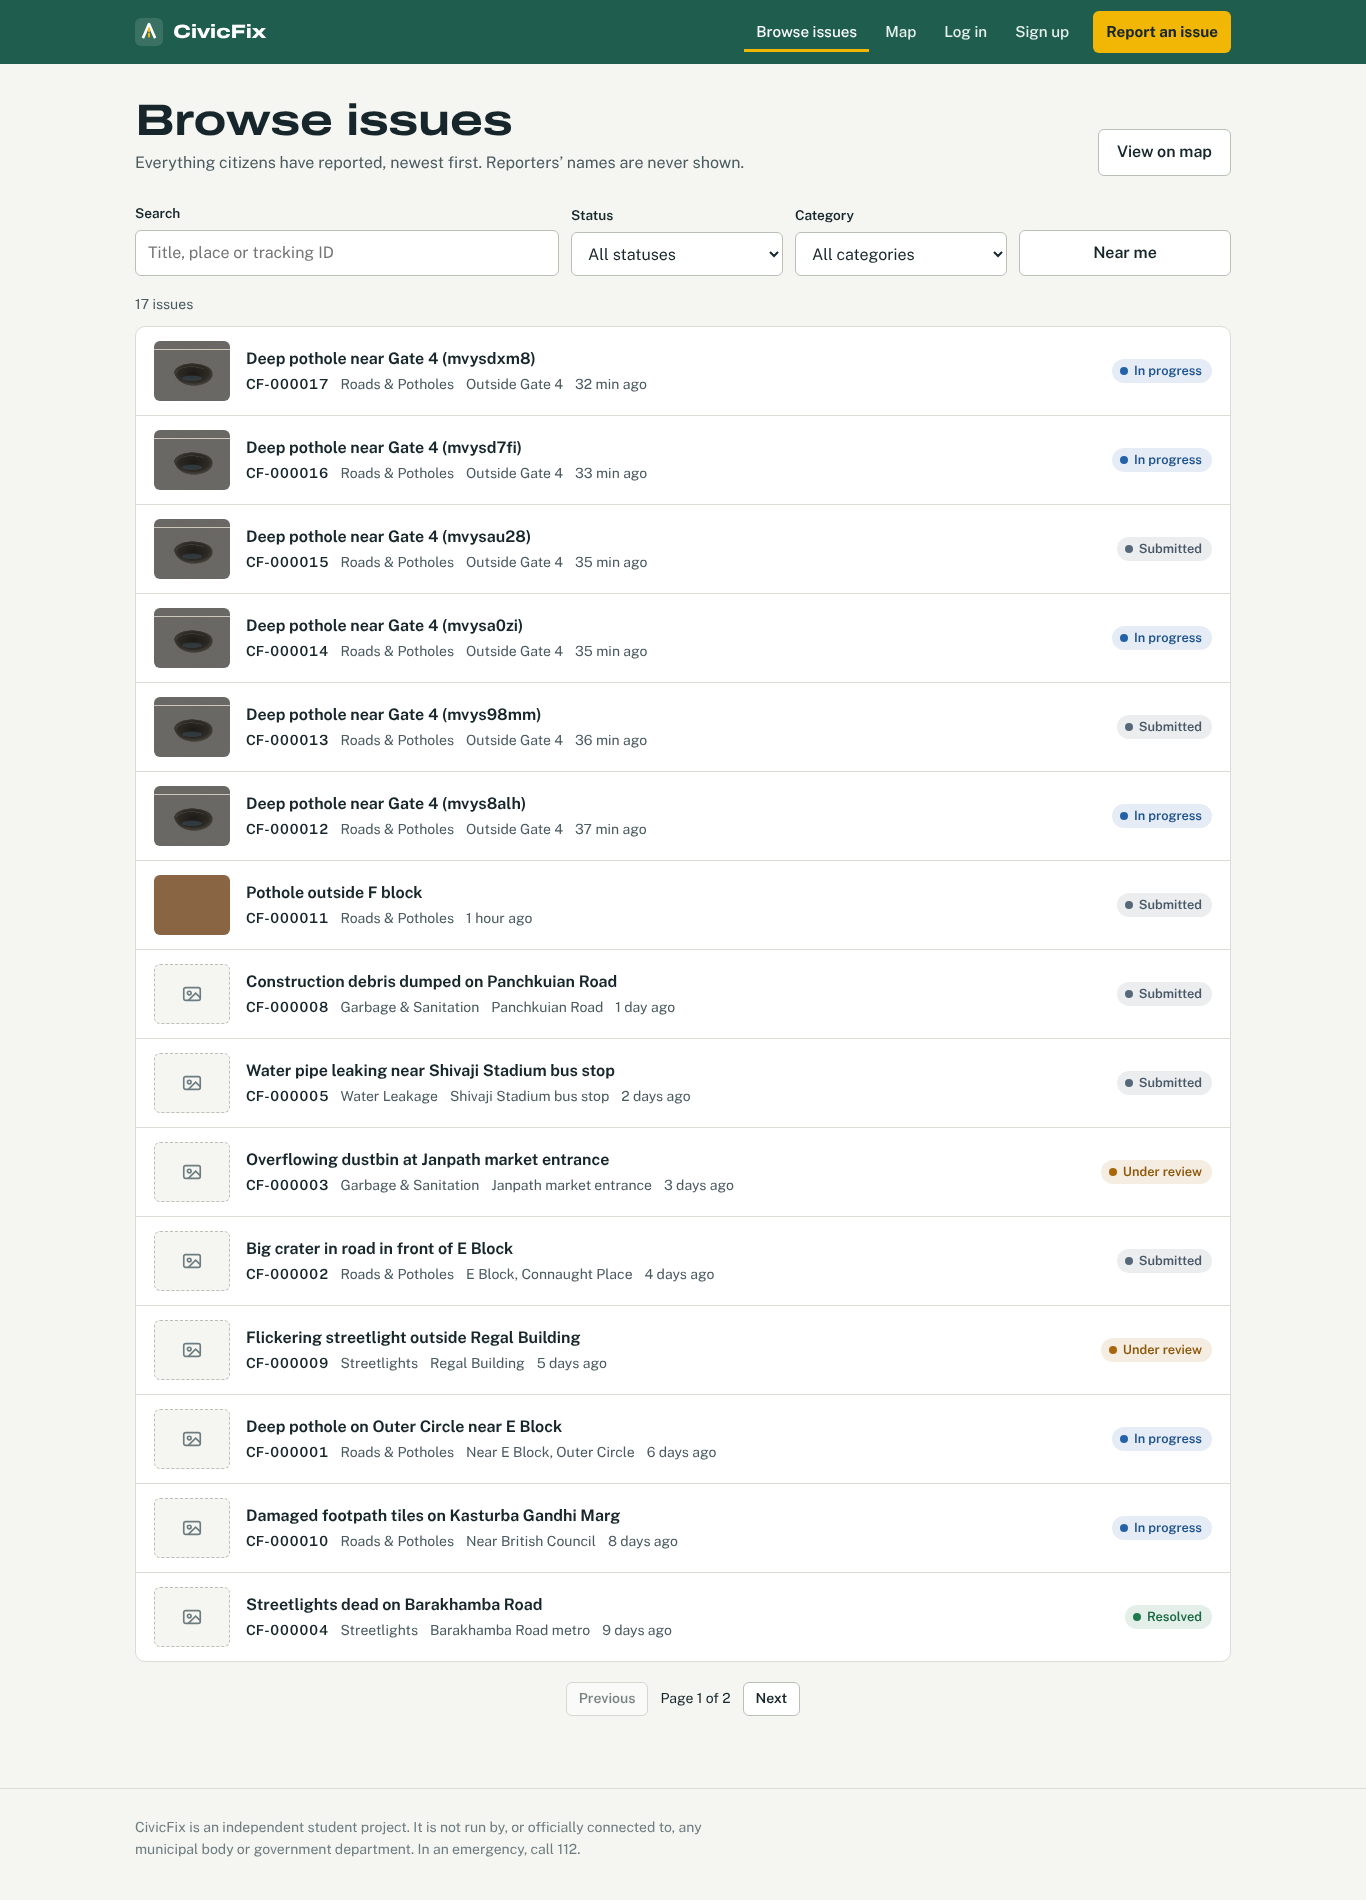 CivicFix
Browse issues Map Log in Sign up Report an issue
Browse issues
Everything citizens have reported, newest first. Reporters’ names are never shown.
View on map
Search Status Category
Title, place or tracking ID All statuses All categories Near me
17 issues
Deep pothole near Gate 4 (mvysdxm8)
CF-000017 Roads & Potholes Outside Gate 4 32 min ago
In progress
Deep pothole near Gate 4 (mvysd7fi)
CF-000016 Roads & Potholes Outside Gate 4 33 min ago
In progress
Deep pothole near Gate 4 (mvysau28)
CF-000015 Roads & Potholes Outside Gate 4 35 min ago
Submitted
Deep pothole near Gate 4 (mvysa0zi)
CF-000014 Roads & Potholes Outside Gate 4 35 min ago
In progress
Deep pothole near Gate 4 (mvys98mm)
CF-000013 Roads & Potholes Outside Gate 4 36 min ago
Submitted
Deep pothole near Gate 4 (mvys8alh)
CF-000012 Roads & Potholes Outside Gate 4 37 min ago
In progress
Pothole outside F block
CF-000011 Roads & Potholes 1 hour ago
Submitted
Construction debris dumped on Panchkuian Road
CF-000008 Garbage & Sanitation Panchkuian Road 1 day ago
Submitted
Water pipe leaking near Shivaji Stadium bus stop
CF-000005 Water Leakage Shivaji Stadium bus stop 2 days ago
Submitted
Overflowing dustbin at Janpath market entrance
CF-000003 Garbage & Sanitation Janpath market entrance 3 days ago
Under review
Big crater in road in front of E Block
CF-000002 Roads & Potholes E Block, Connaught Place 4 days ago
Submitted
Flickering streetlight outside Regal Building
CF-000009 Streetlights Regal Building 5 days ago
Under review
Deep pothole on Outer Circle near E Block
CF-000001 Roads & Potholes Near E Block, Outer Circle 6 days ago
In progress
Damaged footpath tiles on Kasturba Gandhi Marg
CF-000010 Roads & Potholes Near British Council 8 days ago
In progress
Streetlights dead on Barakhamba Road
CF-000004 Streetlights Barakhamba Road metro 9 days ago
Resolved
Previous Page 1 of 2 Next
CivicFix is an independent student project. It is not run by, or officially connected to, any
municipal body or government department. In an emergency, call 112.